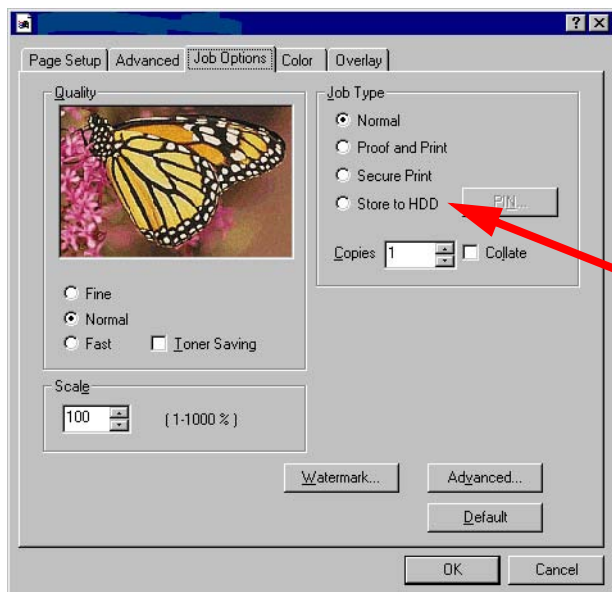 Page Setup Advanced Job Options Color Overlay
Quality
Fine
Normal
Fast Toner Saving
Scale
100 (1-1000 %)
Job Type
Normal
Proof and Print
Secure Print
Store to HDD PIN...
Copies 1 Collate
Watermark... Advanced...
Default
OK Cancel